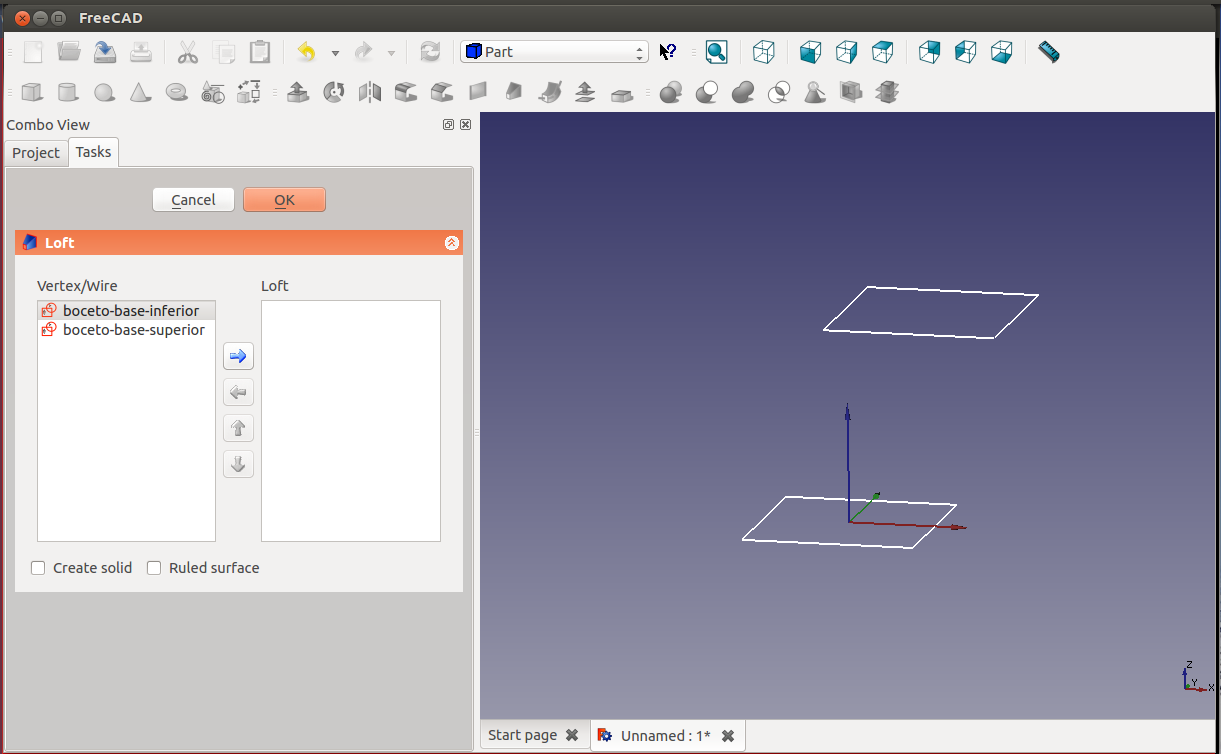 FreeCAD
Part
Combo View
Project Tasks
Cancel OK
Loft
Vertex/Wire Loft
boceto-base-inferior
boceto-base-superior
Create solid Ruled surface
Z
Y
X
Start page Unnamed : 1*